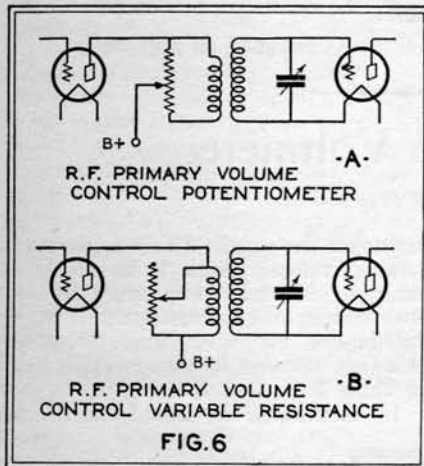 B+
-A-
R.F. PRIMARY VOLUME
CONTROL POTENTIOMETER
B+
-B-
R.F. PRIMARY VOLUME
CONTROL VARIABLE RESISTANCE
FIG.6